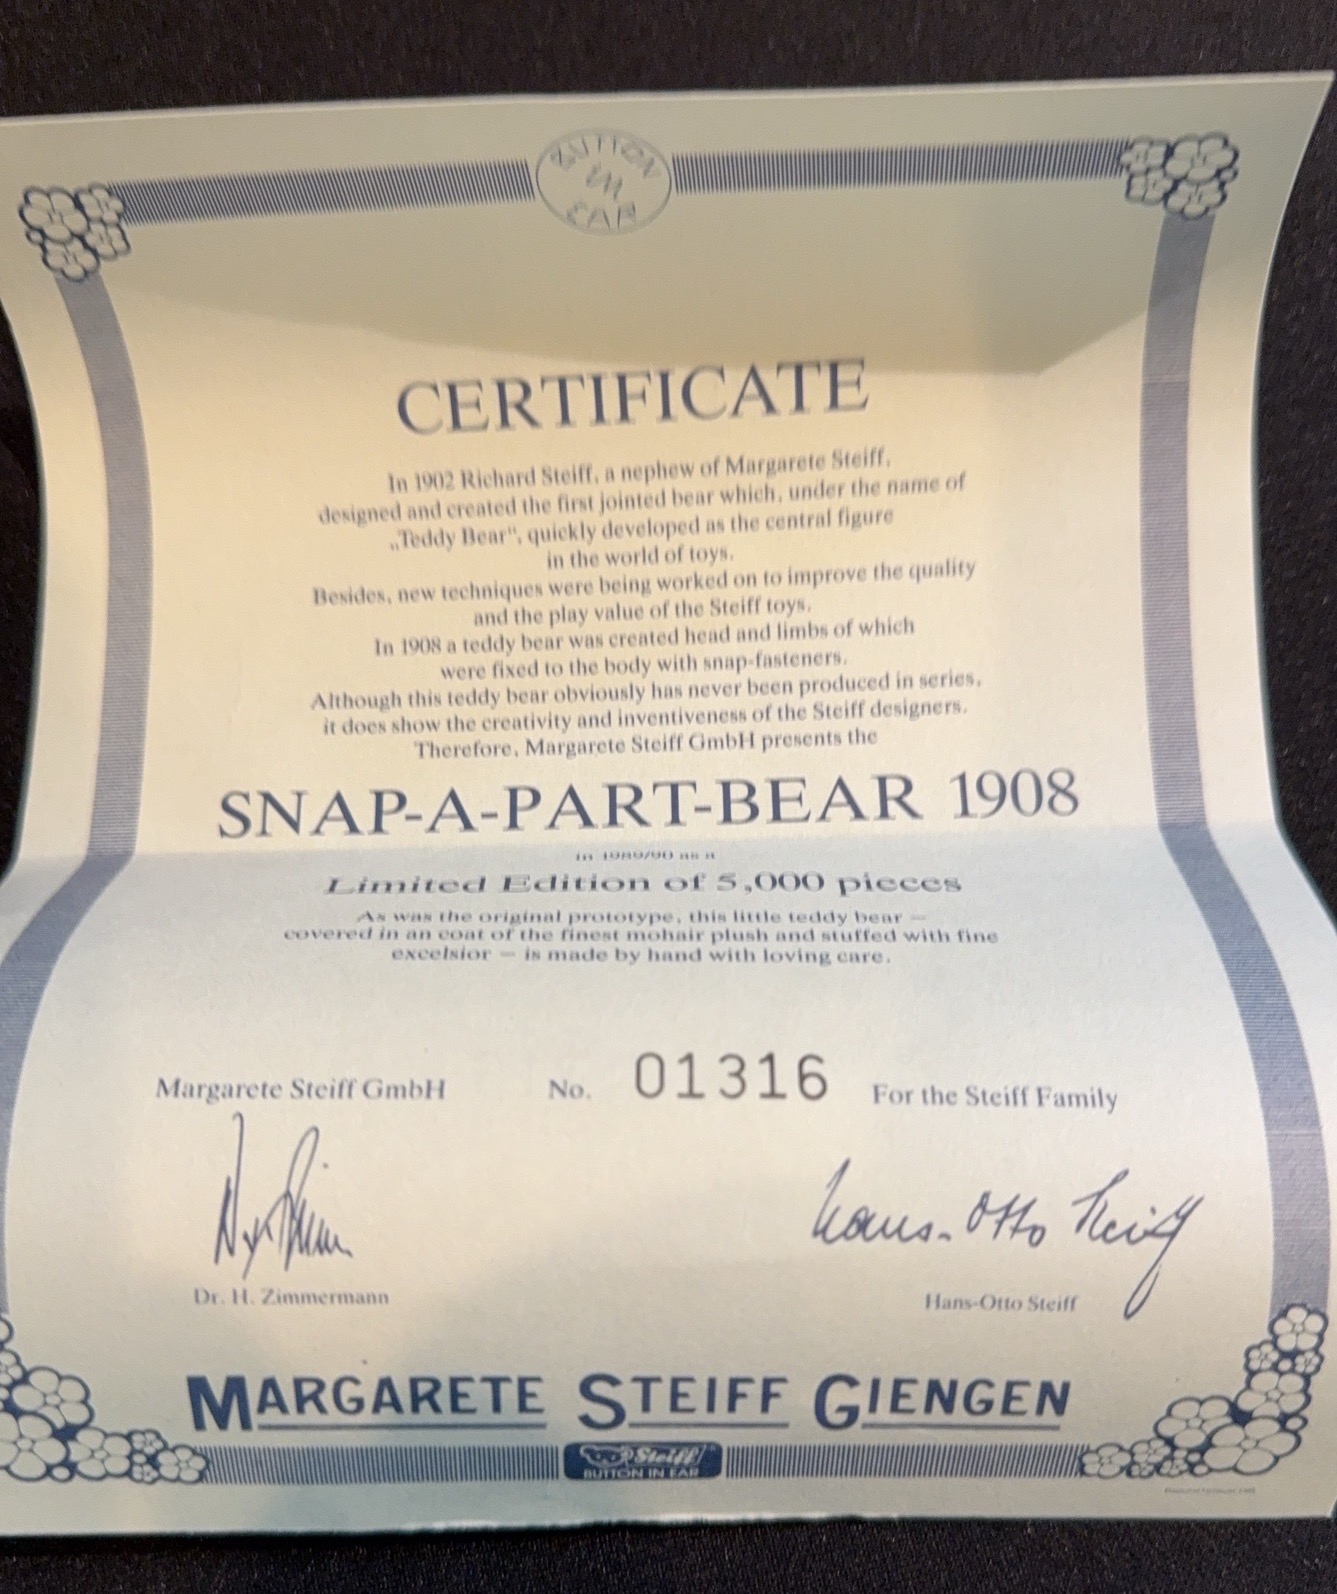 BUTTON
in
EAR
CERTIFICATE
In 1902 Richard Steiff, a nephew of Margarete Steiff,
designed and created the first jointed bear which, under the name of
„Teddy Bear“, quickly developed as the central figure
in the world of toys.
Besides, new techniques were being worked on to improve the quality
and the play value of the Steiff toys.
In 1908 a teddy bear was created head and limbs of which
were fixed to the body with snap-fasteners.
Although this teddy bear obviously has never been produced in series,
it does show the creativity and inventiveness of the Steiff designers.
Therefore, Margarete Steiff GmbH presents the
SNAP-A-PART-BEAR 1908
in 1989/90 as a
Limited Edition of 5,000 pieces
As was the original prototype, this little teddy bear –
covered in an coat of the finest mohair plush and stuffed with fine
excelsior – is made by hand with loving care.
Margarete Steiff GmbH No. 01316 For the Steiff Family
Hans-Otto Steiff
Dr. H. Zimmermann Hans-Otto Steiff
MARGARETE STEIFF GIENGEN
Steiff
BUTTON IN EAR